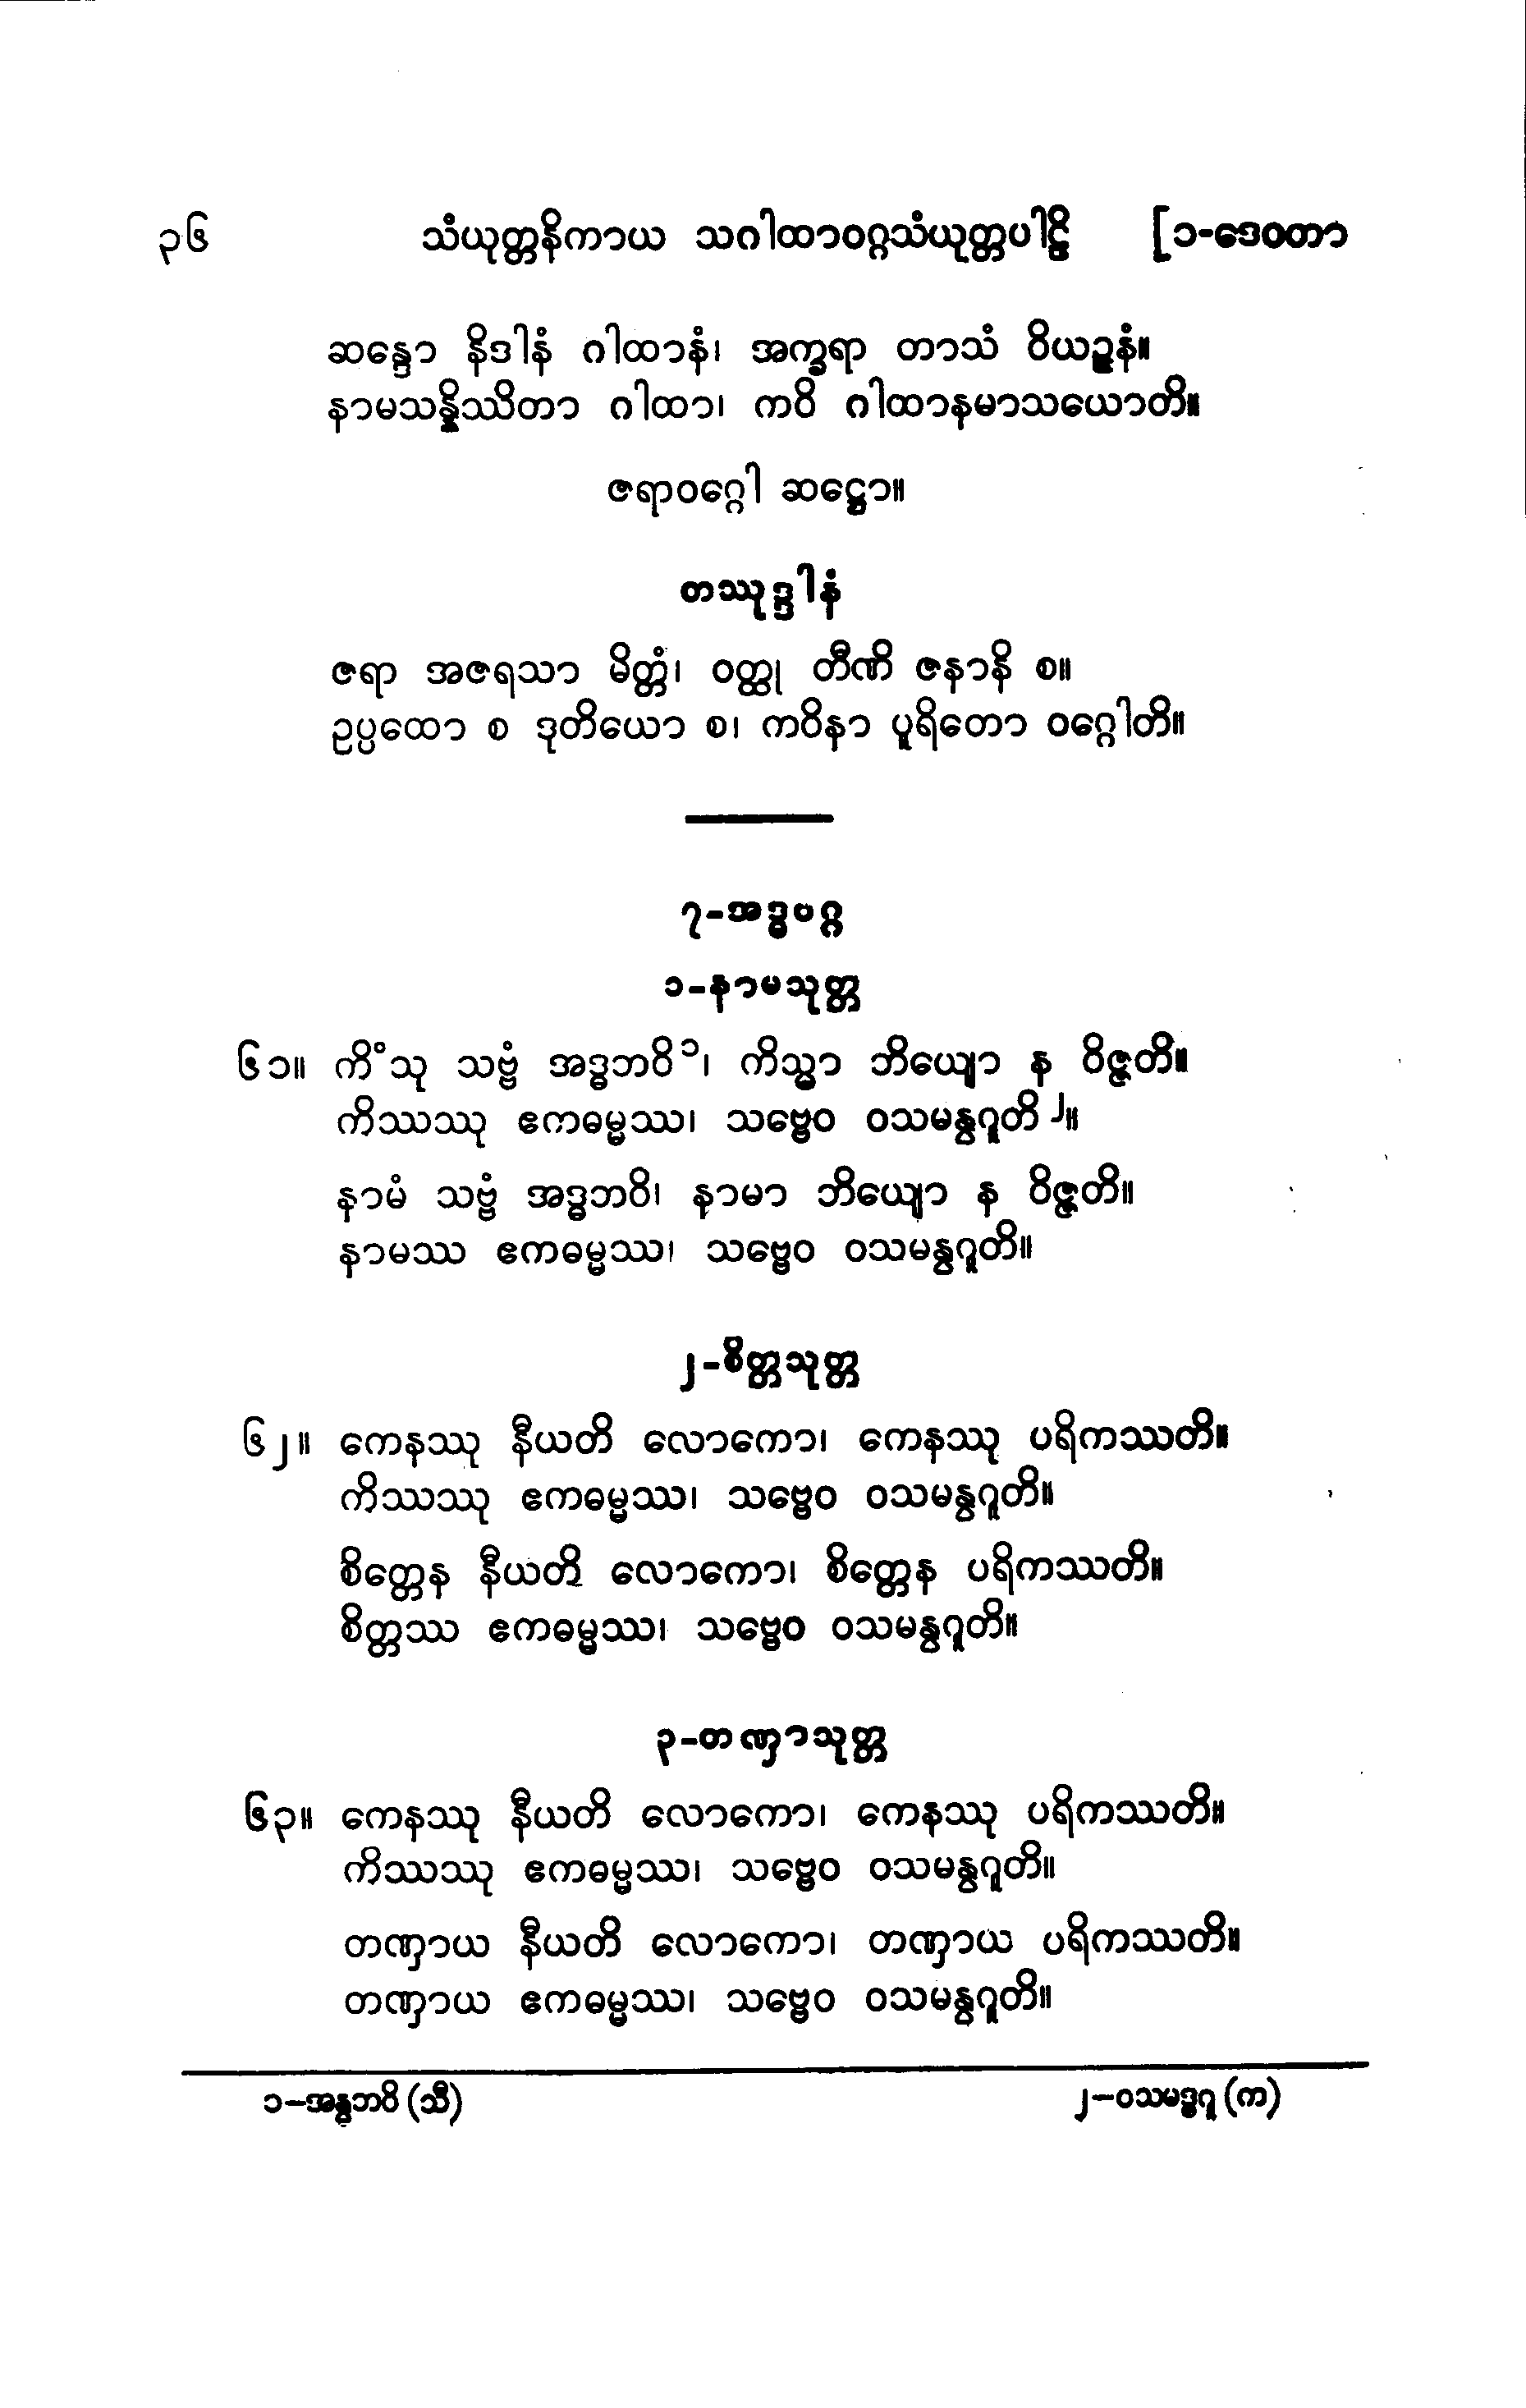 ၃၆ သံယုတ္တနိကာယ သဂါထာဝဂ္ဂသံယုတ္တပါဠိ [၁-ဒေဝတာ
ဆန္ဒော နိဒါနံ ဂါထာနံ၊ အက္ခရာ တာသံ ဝိယဉ္ဇနံ။
နာမသန္နိဿိတာ ဂါထာ၊ ကဝိ ဂါထာနမာသယောတိ။
ဇရာဝဂ္ဂေါ ဆဋ္ဌော။
တဿုဒ္ဒါနံ
ဇရာ အဇရသာ မိတ္တံ၊ ဝတ္ထု တီဏိ ဇနာနိ စ။
ဥပ္ပထော စ ဒုတိယော စ၊ ကဝိနာ ပူရိတော ဝဂ္ဂေါတိ။
၇-အဒ္ဓဝဂ္ဂ
၁-နာမသုတ္တ
၆၁။ ကိံသု သဗ္ဗံ အဒ္ဓဘဝိ ၁၊ ကိသ္မာ ဘိယျော န ဝိဇ္ဇတိ။
ကိဿဿု ဧကဓမ္မဿ၊ သဗ္ဗေဝ ဝသမနွဂူတိ ၂။
နာမံ သဗ္ဗံ အဒ္ဓဘဝိ၊ နာမာ ဘိယျော န ဝိဇ္ဇတိ။
နာမဿ ဧကဓမ္မဿ၊ သဗ္ဗေဝ ဝသမနွဂူတိ။
၂-စိတ္တသုတ္တ
၆၂။ ကေနဿု နီယတိ လောကော၊ ကေနဿု ပရိကဿတိ။
ကိဿဿု ဧကဓမ္မဿ၊ သဗ္ဗေဝ ဝသမနွဂူတိ။
စိတ္တေန နီယတိ လောကော၊ စိတ္တေန ပရိကဿတိ။
စိတ္တဿ ဧကဓမ္မဿ၊ သဗ္ဗေဝ ဝသမနွဂူတိ။
၃-တဏှာသုတ္တ
၆၃။ ကေနဿု နီယတိ လောကော၊ ကေနဿု ပရိကဿတိ။
ကိဿဿု ဧကဓမ္မဿ၊ သဗ္ဗေဝ ဝသမနွဂူတိ။
တဏှာယ နီယတိ လောကော၊ တဏှာယ ပရိကဿတိ။
တဏှာယ ဧကဓမ္မဿ၊ သဗ္ဗေဝ ဝသမနွဂူတိ။
၁−အန္ဓဘဝိ (သီ) ၂−ဝသမဒ္ဓဂူ (က)